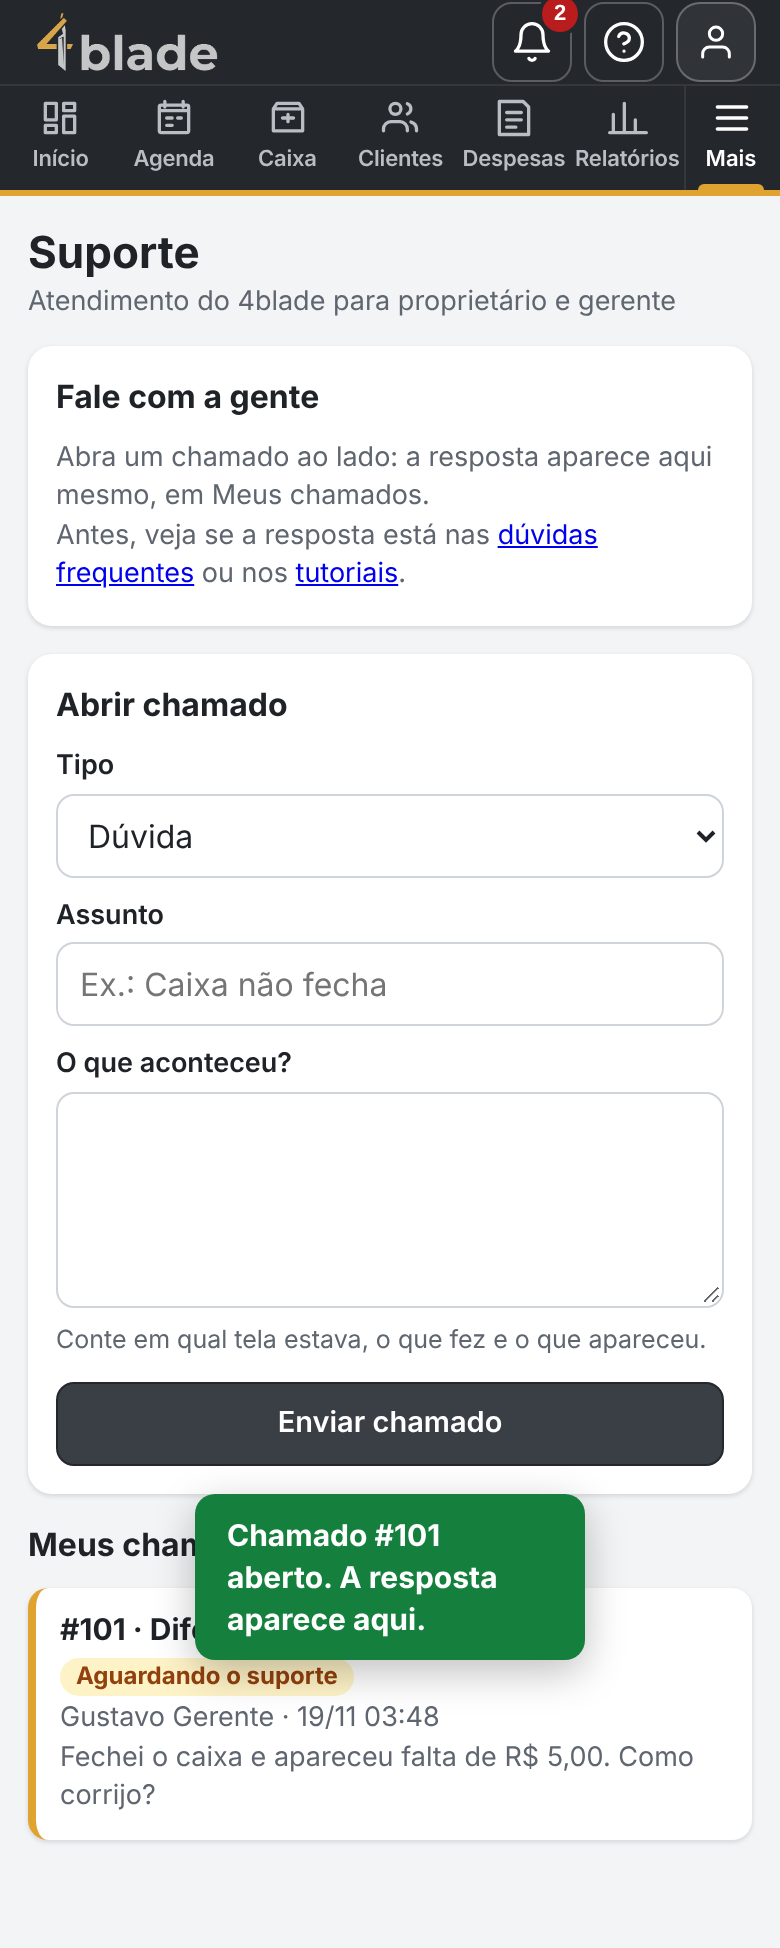 4blade
2
Início
Agenda
Caixa
Clientes
Despesas
Relatórios
Mais
Suporte
Atendimento do 4blade para proprietário e gerente
Fale com a gente
Abra um chamado ao lado: a resposta aparece aqui
mesmo, em Meus chamados.
Antes, veja se a resposta está nas dúvidas
frequentes ou nos tutoriais.
Abrir chamado
Tipo
Dúvida
Assunto
Ex.: Caixa não fecha
O que aconteceu?
Conte em qual tela estava, o que fez e o que apareceu.
Enviar chamado
Chamado #101
aberto. A resposta
aparece aqui.
Meus
#101 ·
Aguardando o suporte
Gustavo Gerente · 19/11 03:48
Fechei o caixa e apareceu falta de R$ 5,00. Como
corrijo?